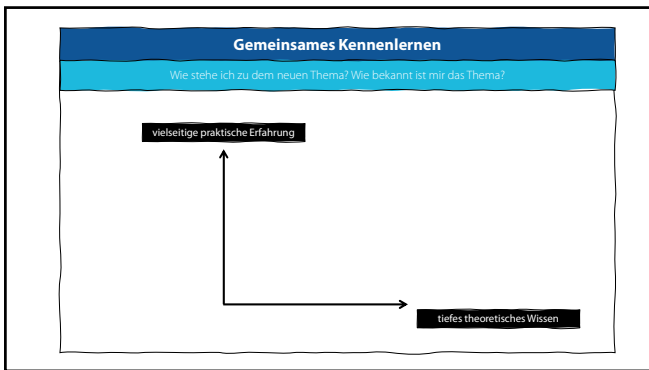 Gemeinsames Kennenlernen
Wie stehe ich zu dem neuen Thema? Wie bekannt ist mir das Thema?
vielseitige praktische Erfahrung
tiefes theoretisches Wissen